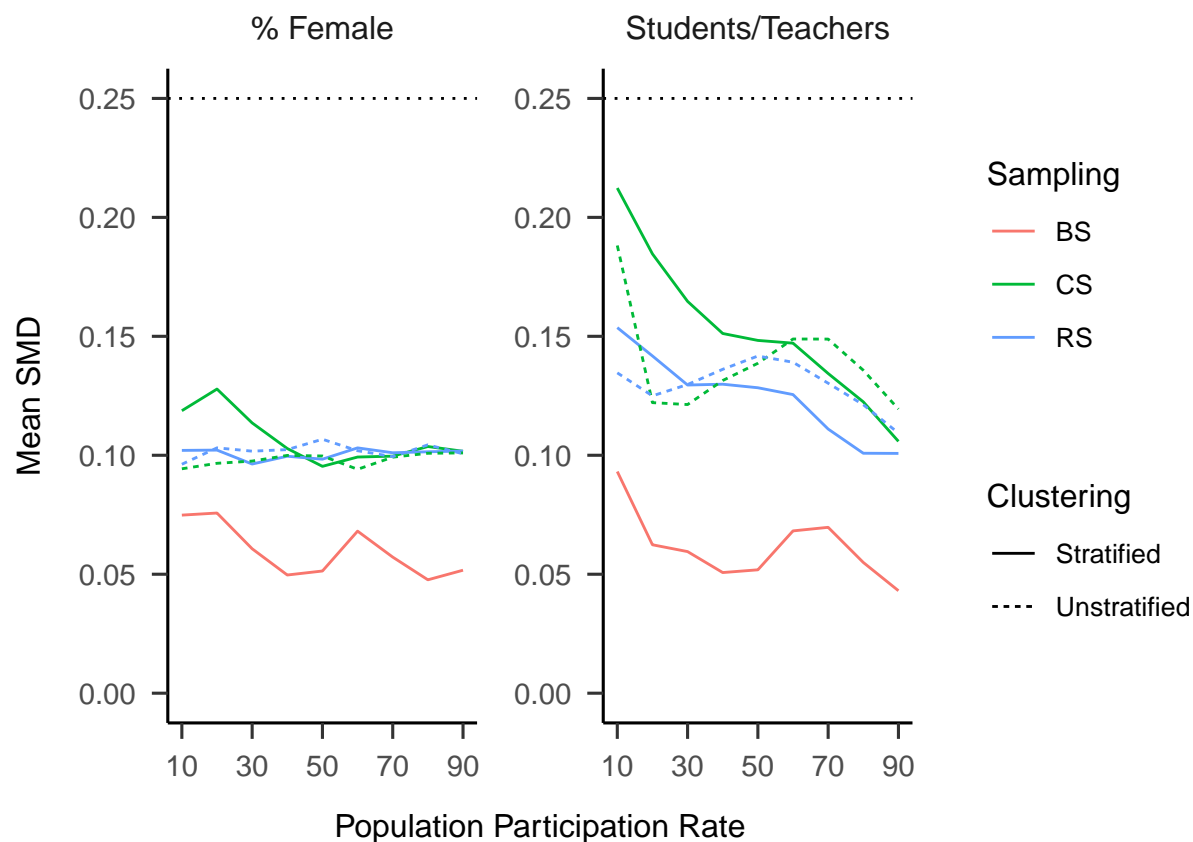 % Female
Students/Teachers
Mean SMD
0.25
0.20
0.15
0.10
0.05
0.00
0.25
0.20
0.15
0.10
0.05
0.00
10 30 50 70 90
10 30 50 70 90
Population Participation Rate
Sampling
BS
CS
RS
Clustering
Stratified
Unstratified